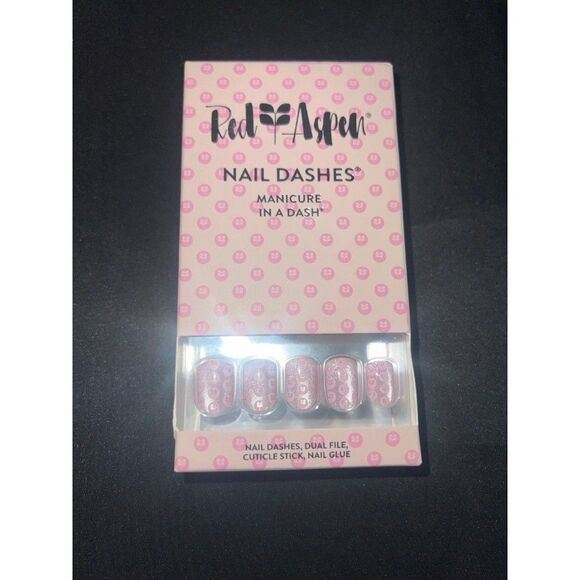 Red Aspen®
NAIL DASHES®
MANICURE
IN A DASH®
NAIL DASHES, DUAL FILE,
CUTICLE STICK, NAIL GLUE